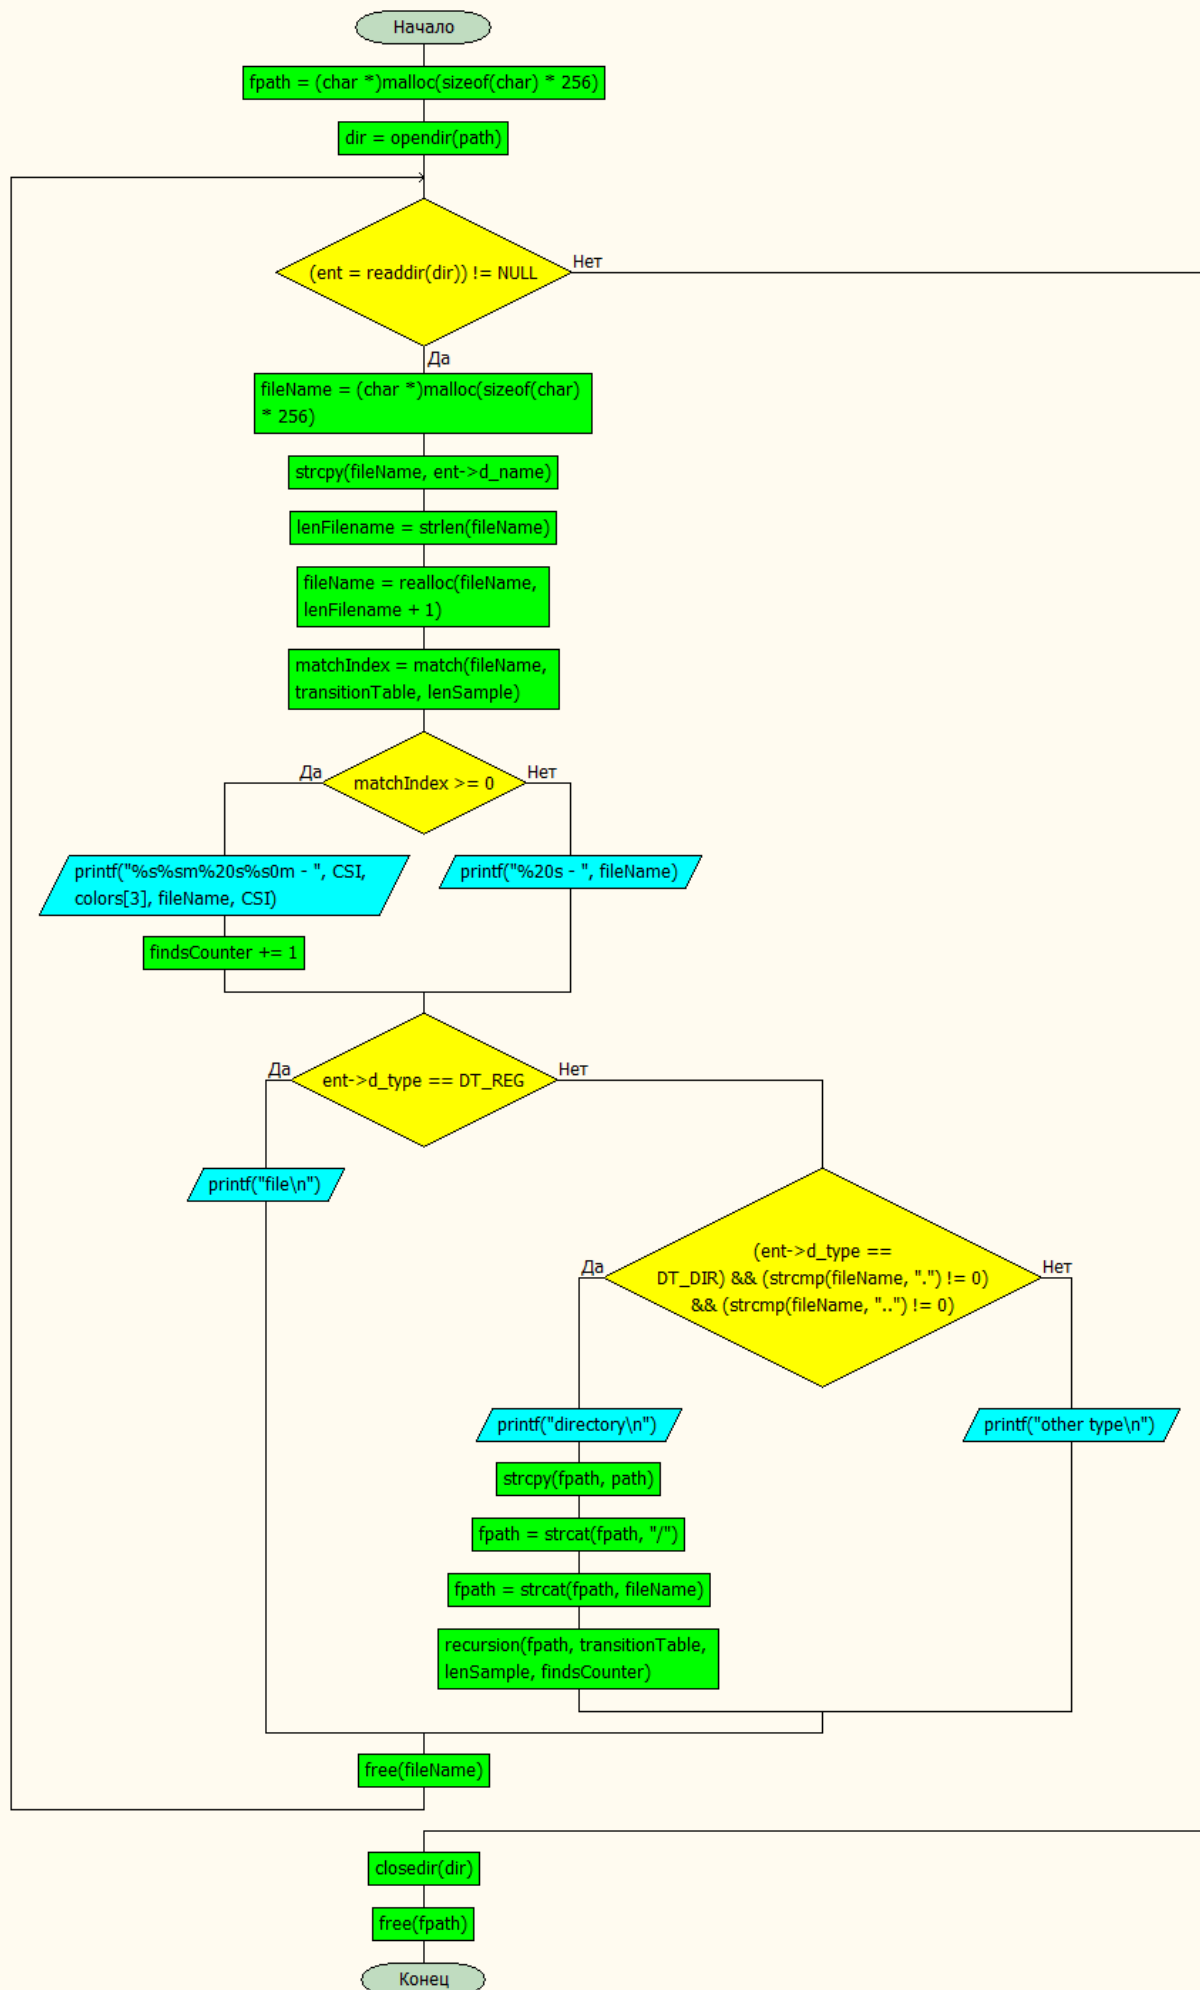 Начало
fpath = (char *)malloc(sizeof(char) * 256)
dir = opendir(path)
(ent = readdir(dir)) != NULL
Нет
Да
fileName = (char *)malloc(sizeof(char)
* 256)
strcpy(fileName, ent->d_name)
lenFilename = strlen(fileName)
fileName = realloc(fileName,
lenFilename + 1)
matchIndex = match(fileName,
transitionTable, lenSample)
Да
matchIndex >= 0
Нет
printf("%s%sm%20s%s0m - ", CSI,
colors[3], fileName, CSI)
printf("%20s - ", fileName)
findsCounter += 1
Да
ent->d_type == DT_REG
Нет
printf("file\n")
Да
(ent->d_type ==
DT_DIR) && (strcmp(fileName, ".") != 0)
&& (strcmp(fileName, "..") != 0)
Нет
printf("directory\n")
printf("other type\n")
strcpy(fpath, path)
fpath = strcat(fpath, "/")
fpath = strcat(fpath, fileName)
recursion(fpath, transitionTable,
lenSample, findsCounter)
free(fileName)
closedir(dir)
free(fpath)
Конец